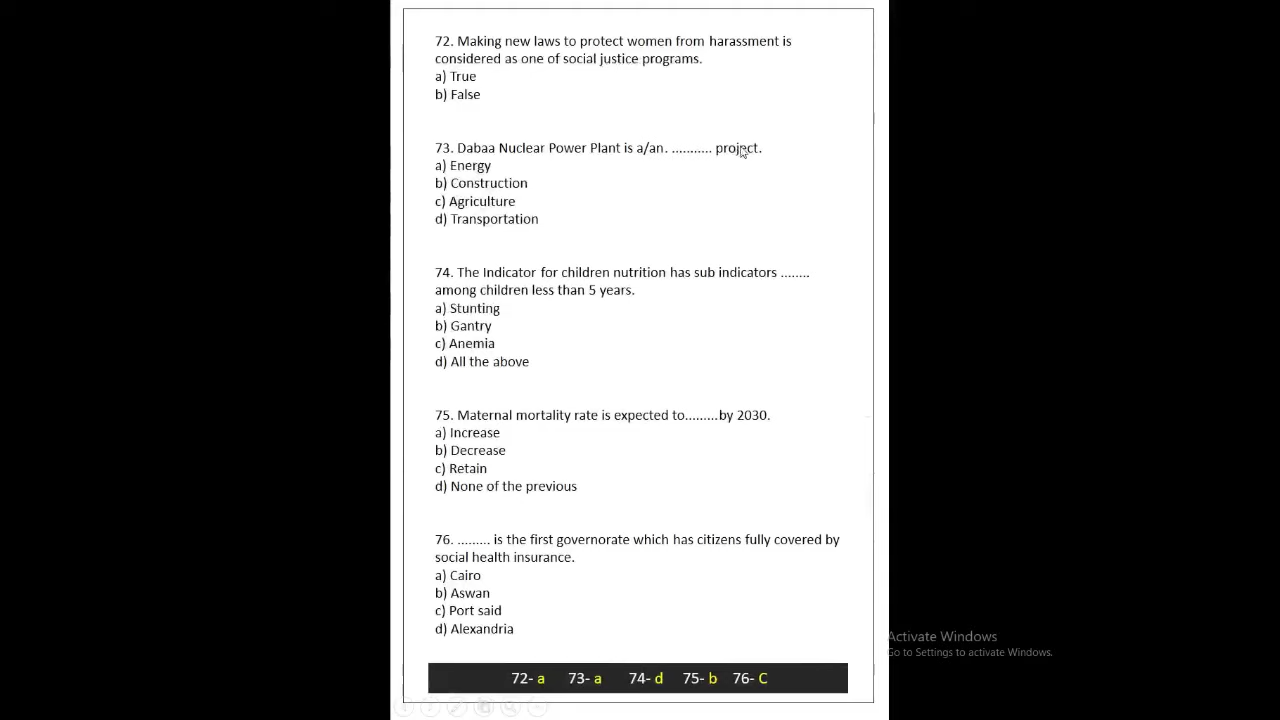 72. Making new laws to protect women from harassment is
considered as one of social justice programs.
a) True
b) False
73. Dabaa Nuclear Power Plant is a/an. ........... project.
a) Energy
b) Construction
c) Agriculture
d) Transportation
74. The Indicator for children nutrition has sub indicators ........
among children less than 5 years.
a) Stunting
b) Gantry
c) Anemia
d) All the above
75. Maternal mortality rate is expected to.........by 2030.
a) Increase
b) Decrease
c) Retain
d) None of the previous
76. ......... is the first governorate which has citizens fully covered by
social health insurance.
a) Cairo
b) Aswan
c) Port said
d) Alexandria
72- a 73- a 74- d 75- b 76- C
Activate Windows
Go to Settings to activate Windows.